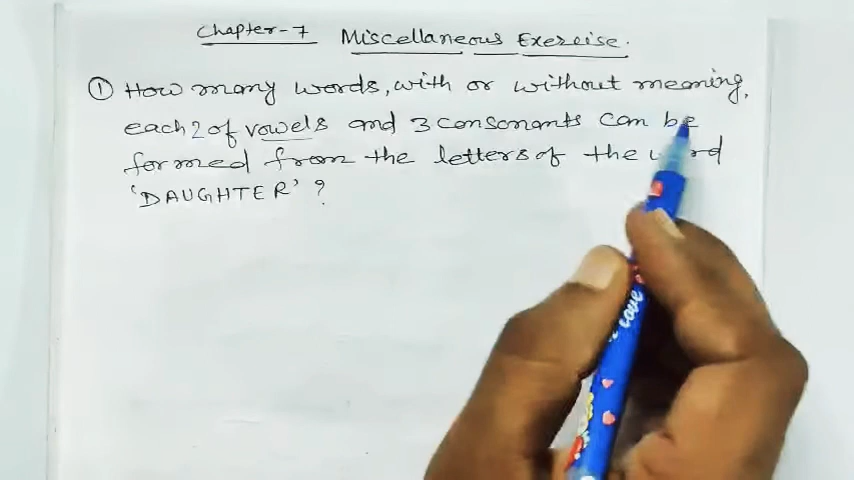 Chapter-7 Miscellaneous Exercise.
① How many words, with or without meaning,
each 2 of vowels and 3 consonants can be
formed from the letters of the
'DAUGHTER' ?
love